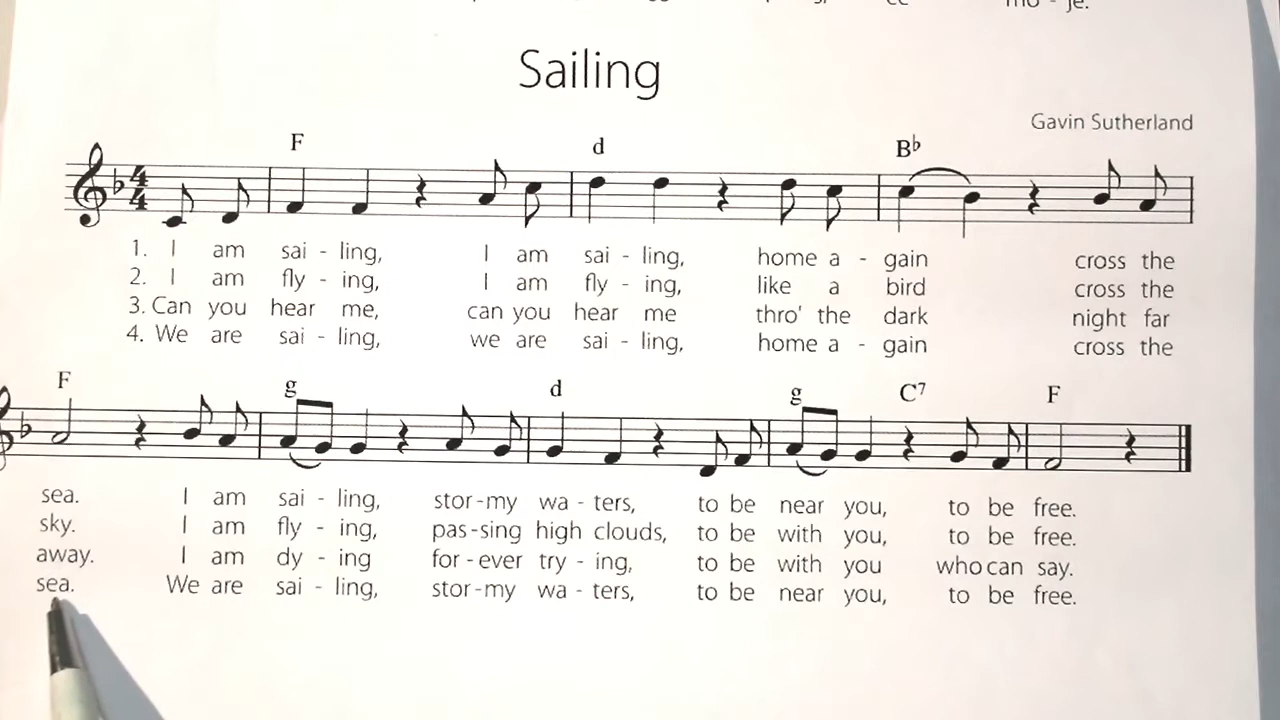 mo - je.
Sailing
Gavin Sutherland
F d B♭
4
4
1. I am sai - ling, I am sai - ling, home a - gain cross the
2. I am fly - ing, I am fly - ing, like a bird cross the
3. Can you hear me, can you hear me thro' the dark night far
4. We are sai - ling, we are sai - ling, home a - gain cross the
F g d g C7 F
sea. I am sai - ling, stor-my wa - ters, to be near you, to be free.
sky. I am fly - ing, pas-sing high clouds, to be with you, to be free.
away. I am dy - ing for-ever try - ing, to be with you who can say.
sea. We are sai - ling, stor-my wa - ters, to be near you, to be free.